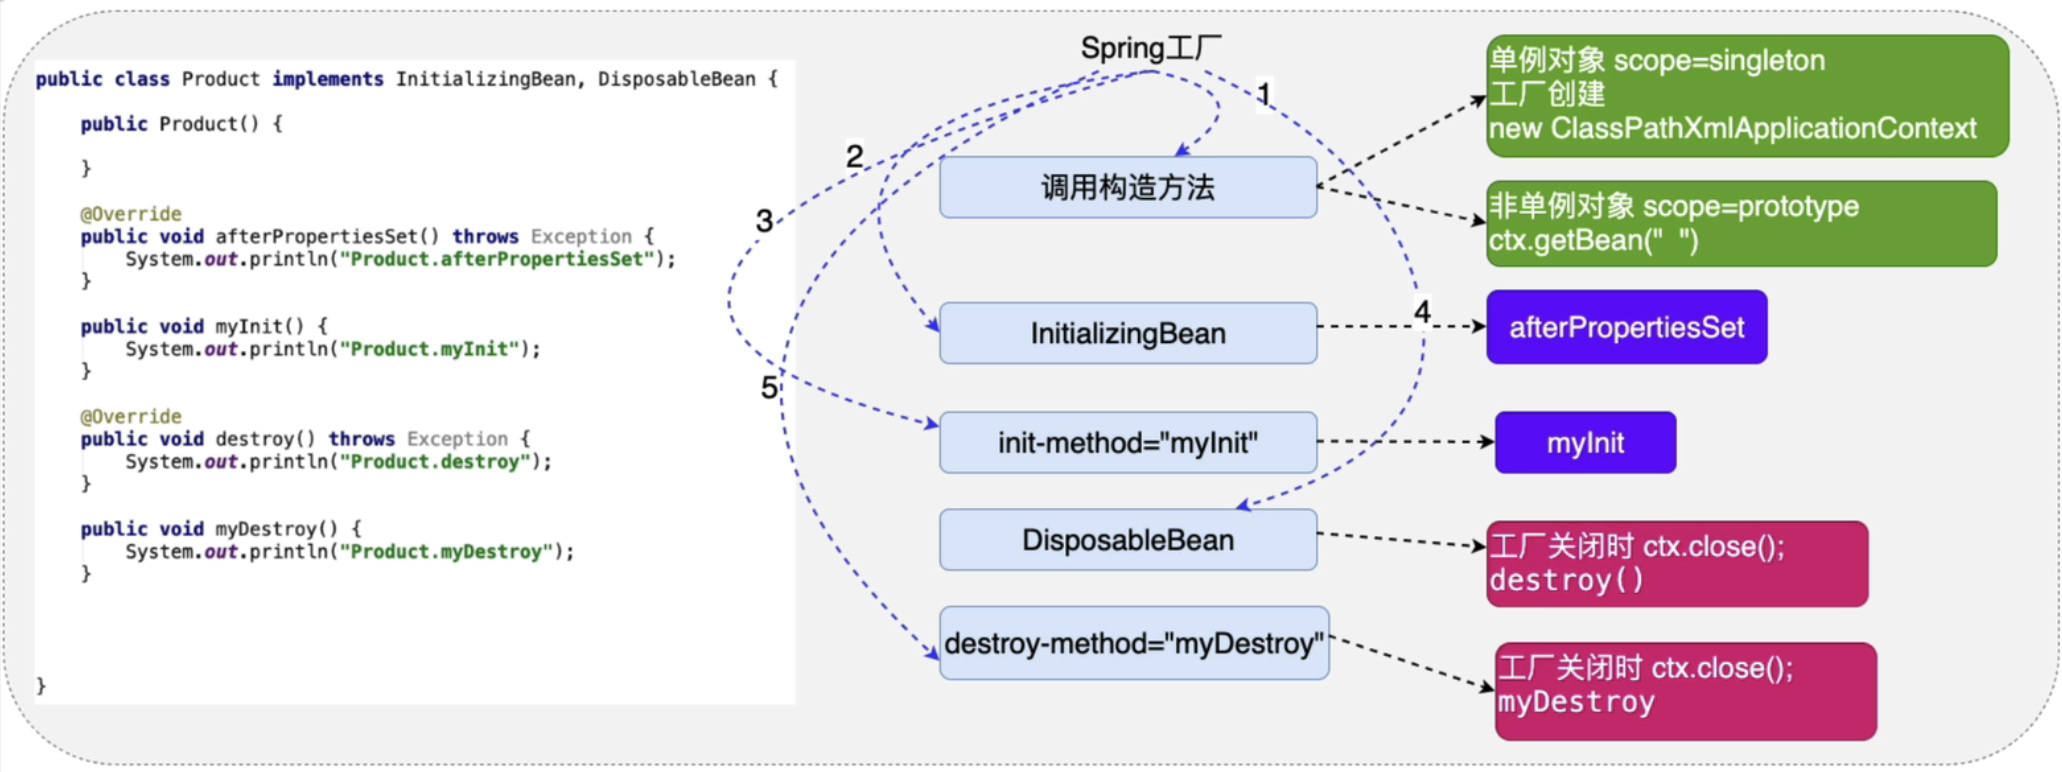 public class Product implements InitializingBean, DisposableBean {
public Product() {
}
@Override
public void afterPropertiesSet() throws Exception {
System.out.println("Product.afterPropertiesSet");
}
public void myInit() {
System.out.println("Product.myInit");
}
@Override
public void destroy() throws Exception {
System.out.println("Product.destroy");
}
public void myDestroy() {
System.out.println("Product.myDestroy");
}
}
Spring工厂
1
2
3
4
5
调用构造方法
InitializingBean
init-method="myInit"
DisposableBean
destroy-method="myDestroy"
单例对象 scope=singleton
工厂创建
new ClassPathXmlApplicationContext
非单例对象 scope=prototype
ctx.getBean(" ")
afterPropertiesSet
myInit
工厂关闭时 ctx.close();
destroy()
工厂关闭时 ctx.close();
myDestroy